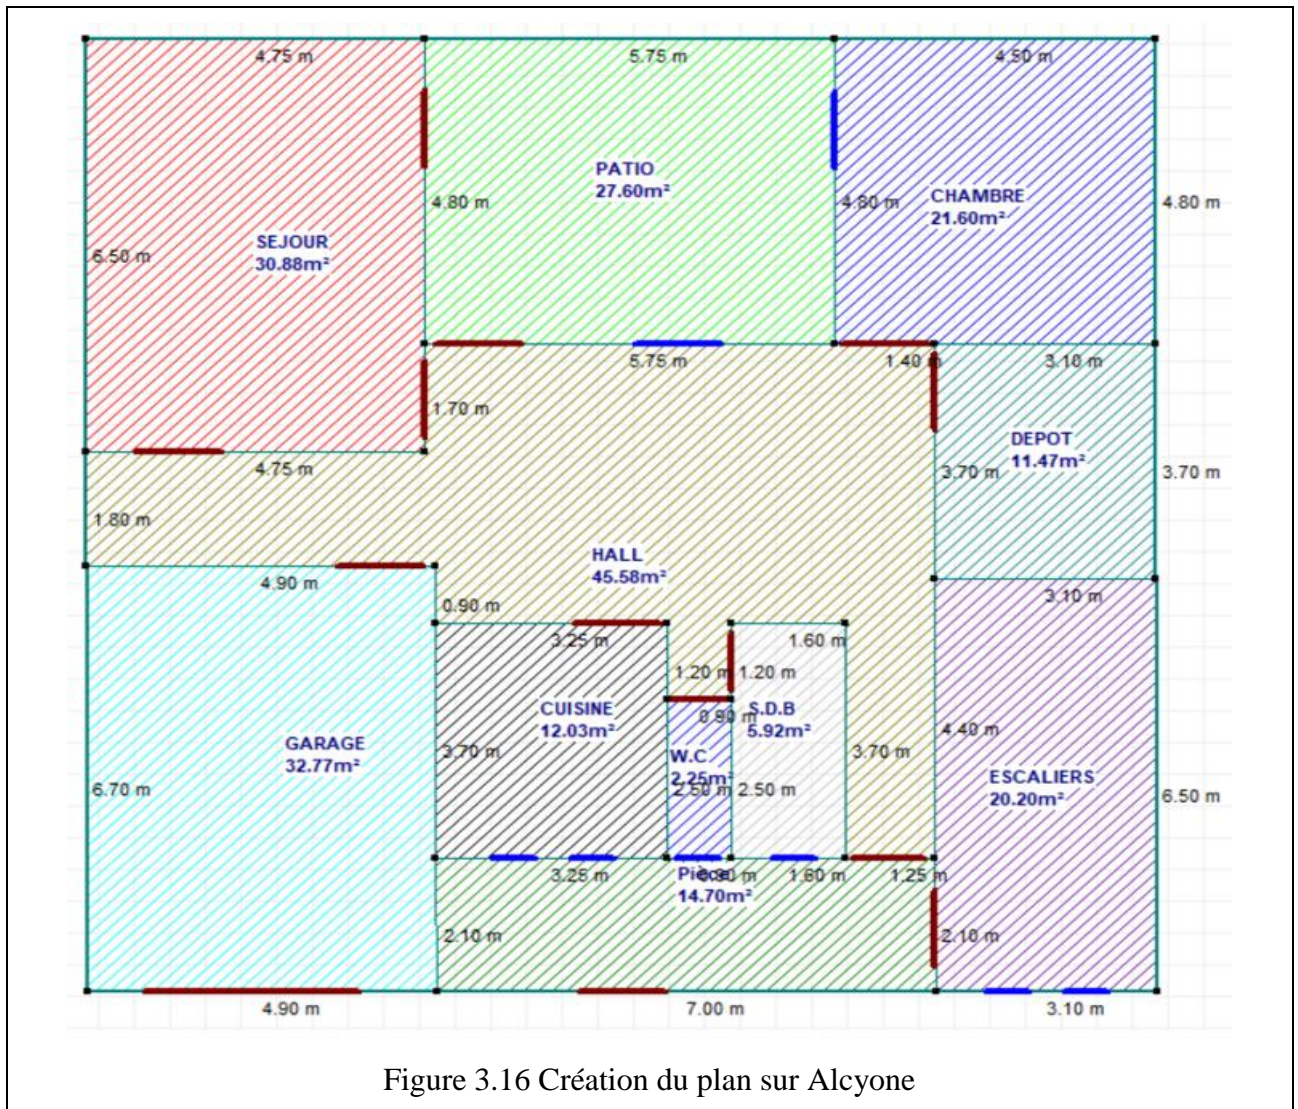 4.75 m
5.75 m
4.50 m
PATIO
27.60m²
CHAMBRE
21.60m²
4.80 m
4.80 m
4.80 m
SEJOUR
30.88m²
6.50 m
5.75 m
1.40 m
3.10 m
1.70 m
DEPOT
11.47m²
4.75 m
3.70 m
3.70 m
1.80 m
HALL
45.58m²
4.90 m
0.90 m
3.10 m
3.25 m
1.60 m
1.20 m
1.20 m
CUISINE
12.03m²
0.90 m
S.D.B
5.92m²
4.40 m
GARAGE
32.77m²
3.70 m
W.C
2.25m²
3.70 m
ESCALIERS
20.20m²
6.70 m
2.50 m
2.50 m
6.50 m
3.25 m
Pièce
0.90 m
1.60 m
1.25 m
14.70m²
2.10 m
2.10 m
4.90 m
7.00 m
3.10 m
Figure 3.16 Création du plan sur Alcyone